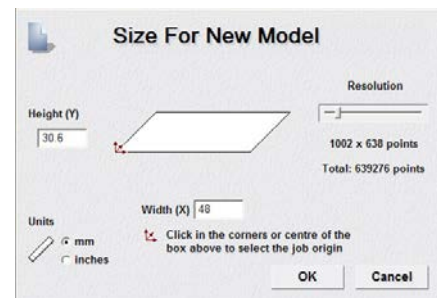 Size For New Model
Resolution
Height (Y)
30.6
1002 x 638 points
Total: 639276 points
Width (X) 48
Units
mm
inches
Click in the corners or centre of the
box above to select the job origin
OK Cancel